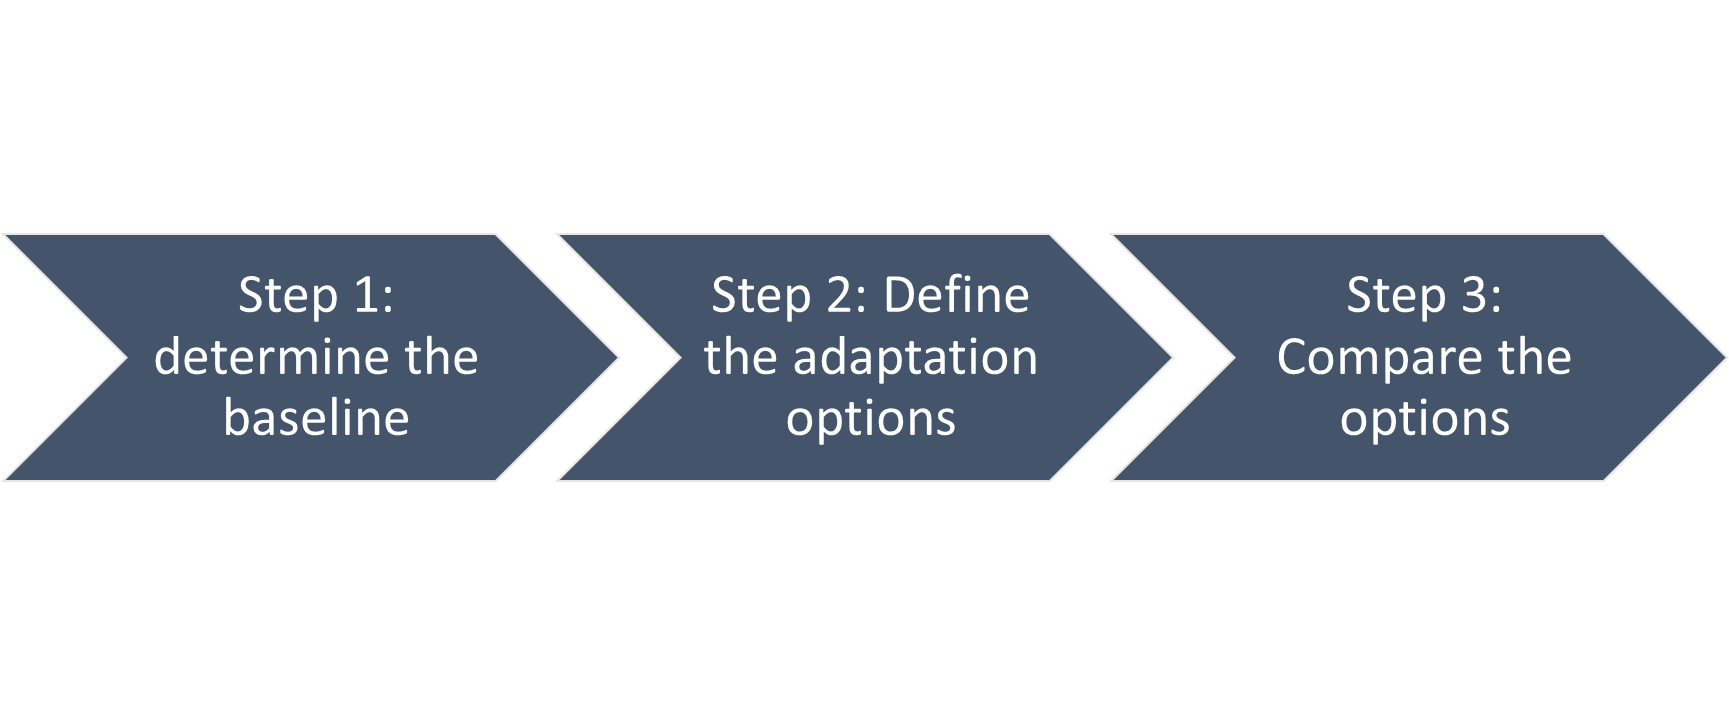 Step 1:
determine the
baseline
Step 2: Define
the adaptation
options
Step 3:
Compare the
options